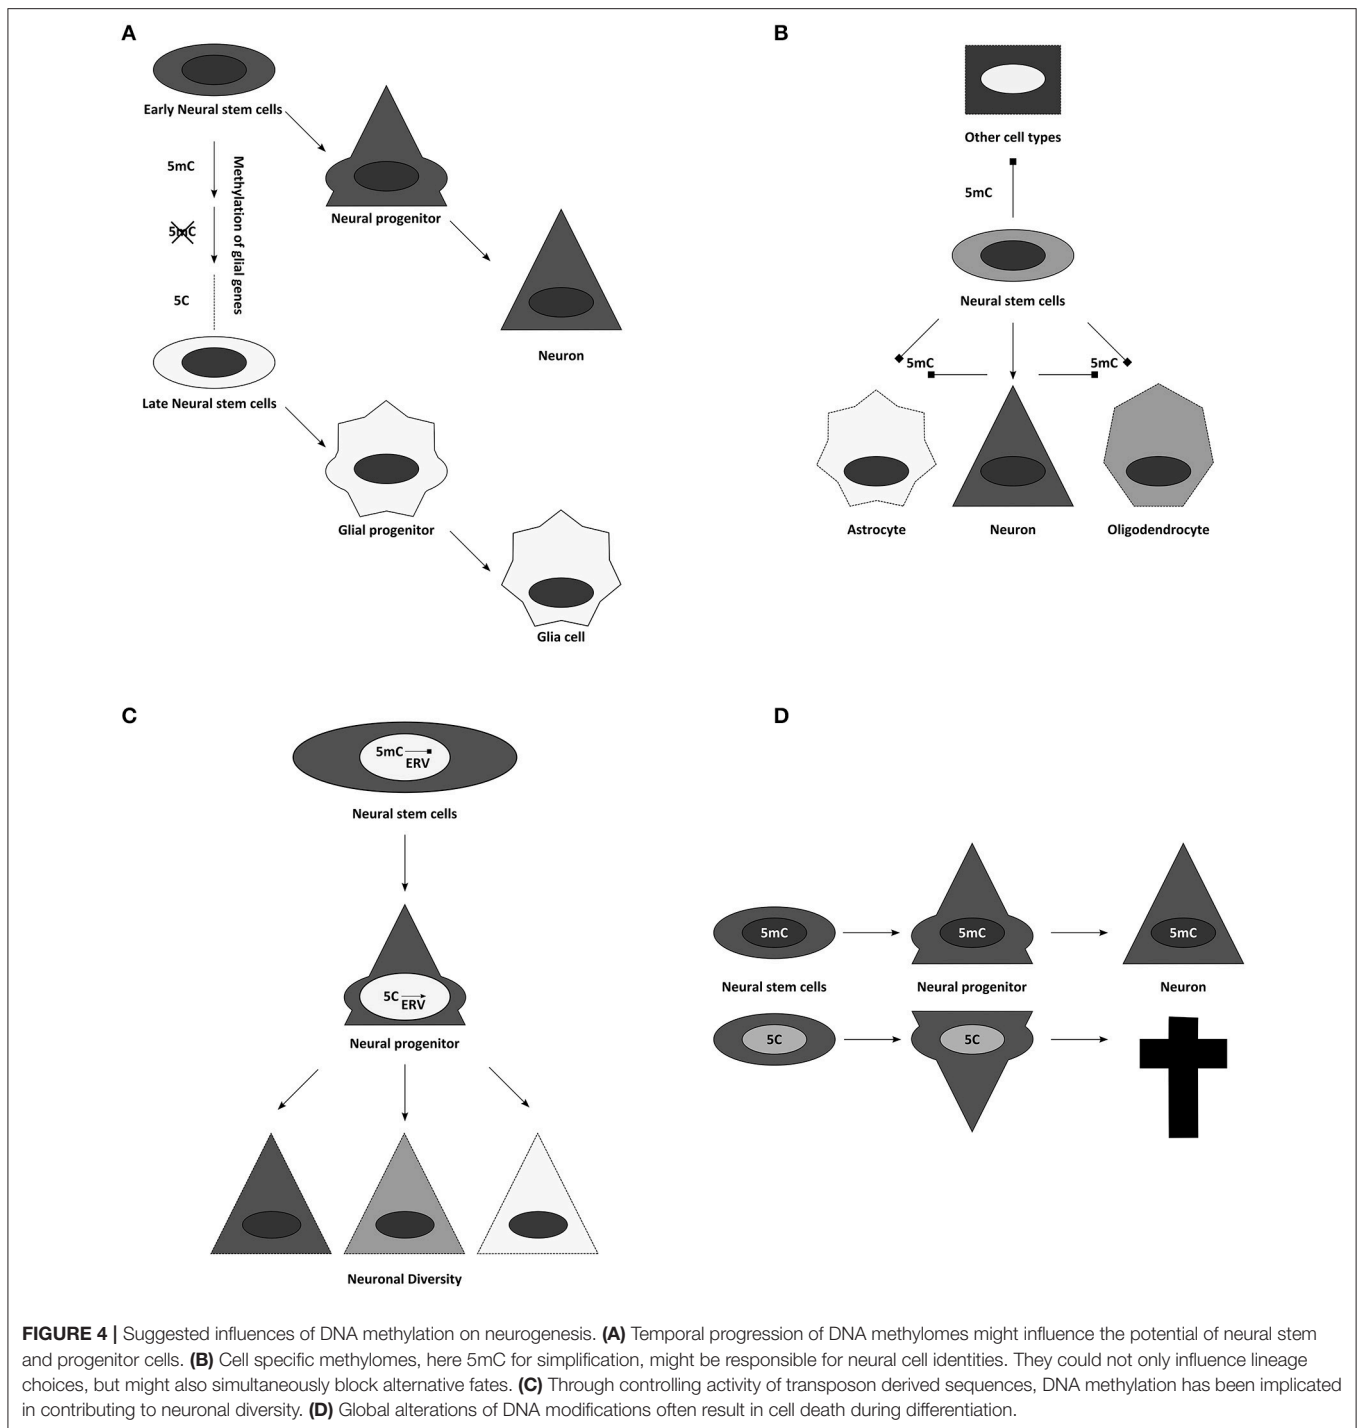 A
Early Neural stem cells
5mC
5mC
5C
Methylation of glial genes
Neural progenitor
Neuron
Late Neural stem cells
Glial progenitor
Glia cell
B
Other cell types
5mC
Neural stem cells
5mC
5mC
Astrocyte
Neuron
Oligodendrocyte
C
5mC
ERV
Neural stem cells
5C
ERV
Neural progenitor
Neuronal Diversity
D
5mC
5mC
5mC
Neural stem cells
Neural progenitor
Neuron
5C
5C
FIGURE 4 | Suggested influences of DNA methylation on neurogenesis. (A) Temporal progression of DNA methylomes might influence the potential of neural stem
and progenitor cells. (B) Cell specific methylomes, here 5mC for simplification, might be responsible for neural cell identities. They could not only influence lineage
choices, but might also simultaneously block alternative fates. (C) Through controlling activity of transposon derived sequences, DNA methylation has been implicated
in contributing to neuronal diversity. (D) Global alterations of DNA modifications often result in cell death during differentiation.